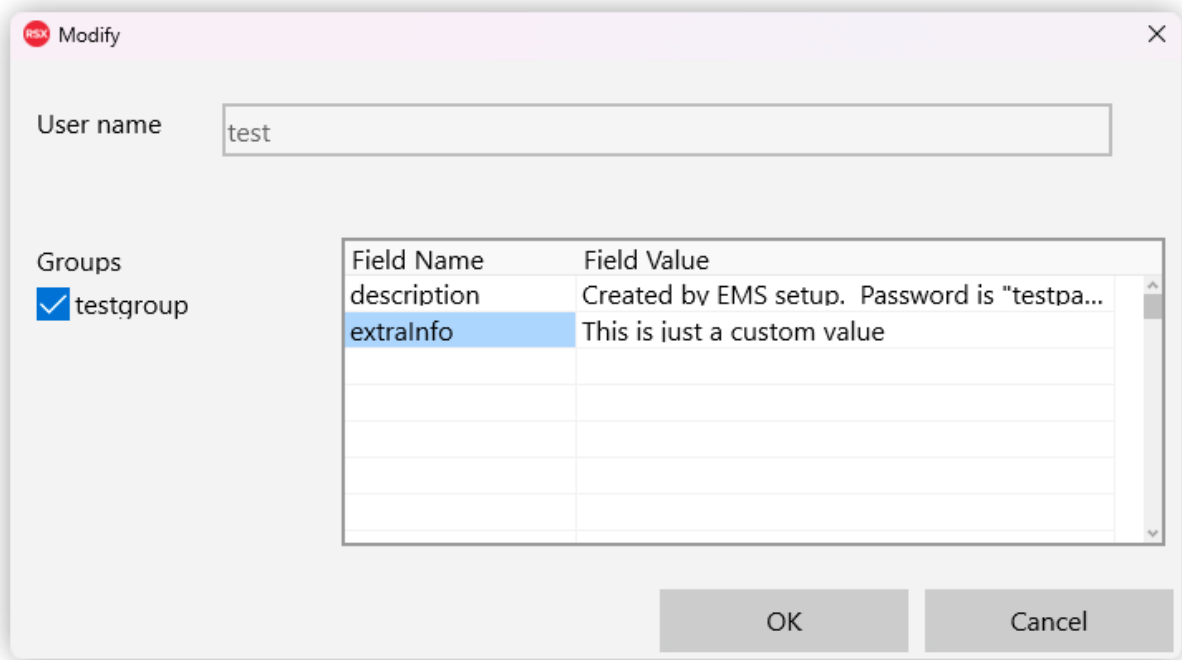 RSX Modify
User name
test
Groups
testgroup
Field Name Field Value
description Created by EMS setup. Password is "testpa...
extraInfo This is just a custom value
OK Cancel